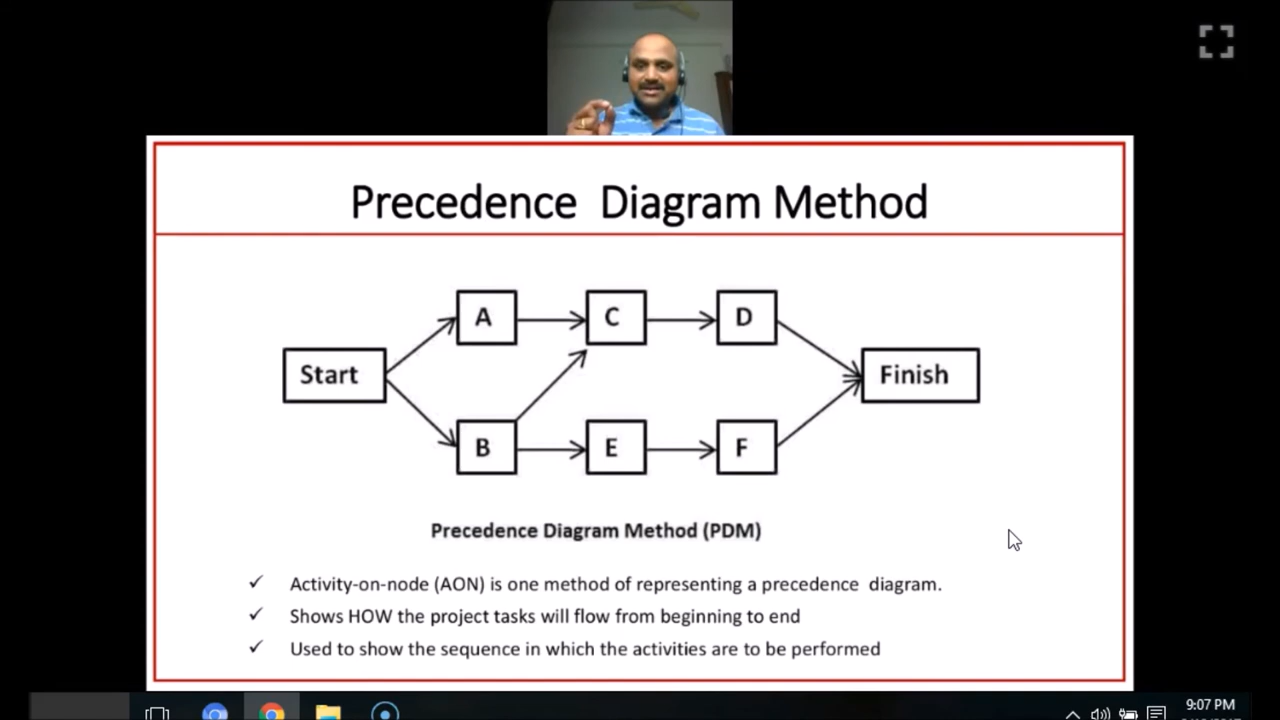 Precedence Diagram Method
A
C
D
Start
Finish
B
E
F
Precedence Diagram Method (PDM)
✓ Activity-on-node (AON) is one method of representing a precedence diagram.
✓ Shows HOW the project tasks will flow from beginning to end
✓ Used to show the sequence in which the activities are to be performed
9:07 PM